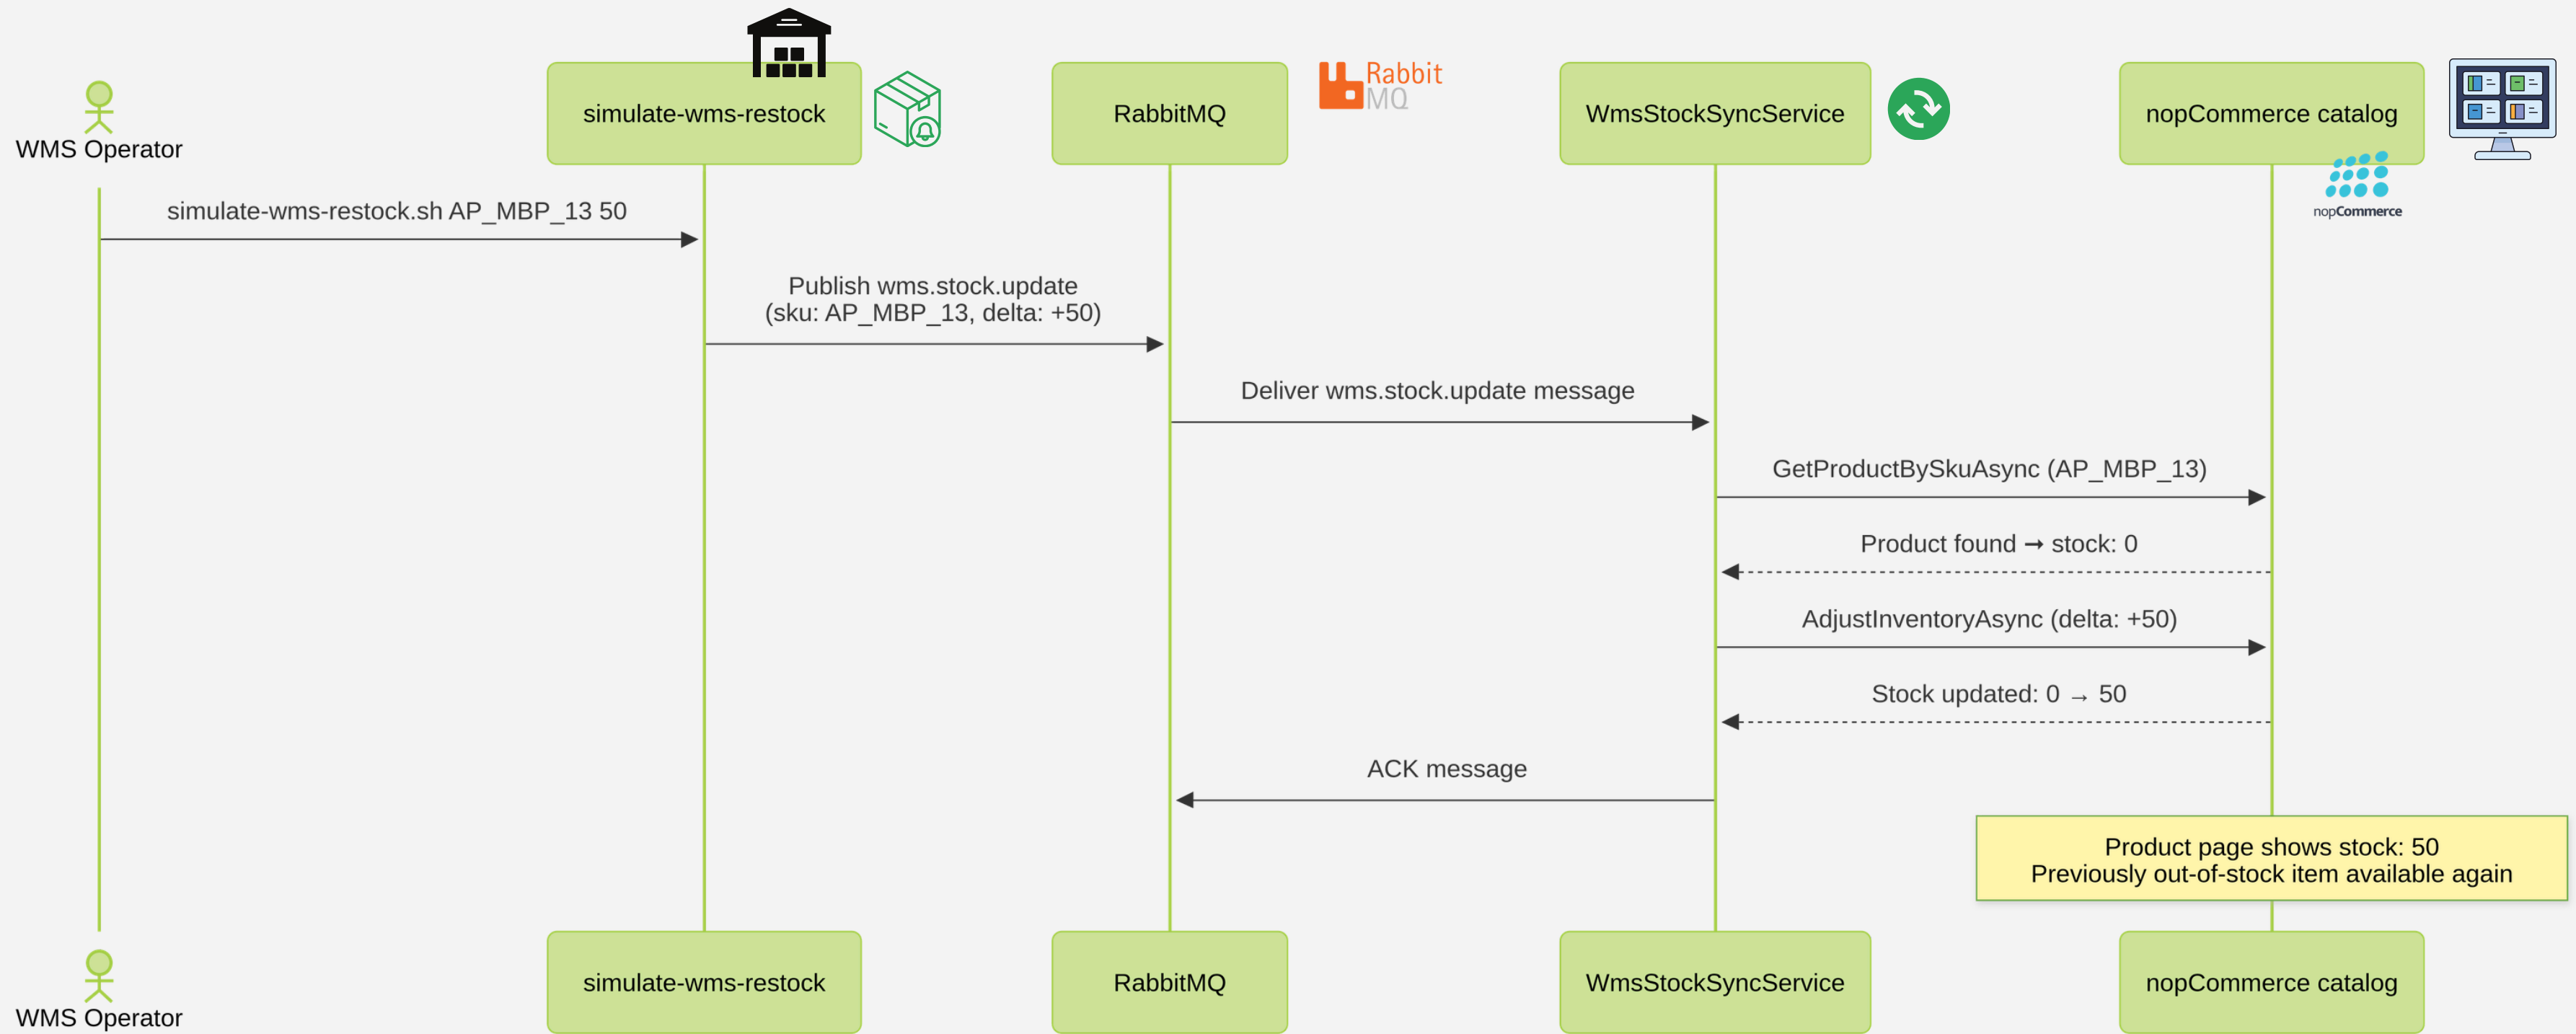 WMS Operator
simulate-wms-restock
RabbitMQ
Rabbit
MQ
WmsStockSyncService
nopCommerce catalog
nopCommerce
simulate-wms-restock.sh AP_MBP_13 50
Publish wms.stock.update
(sku: AP_MBP_13, delta: +50)
Deliver wms.stock.update message
GetProductBySkuAsync (AP_MBP_13)
Product found ➞ stock: 0
AdjustInventoryAsync (delta: +50)
Stock updated: 0 → 50
ACK message
Product page shows stock: 50
Previously out-of-stock item available again
WMS Operator
simulate-wms-restock
RabbitMQ
WmsStockSyncService
nopCommerce catalog